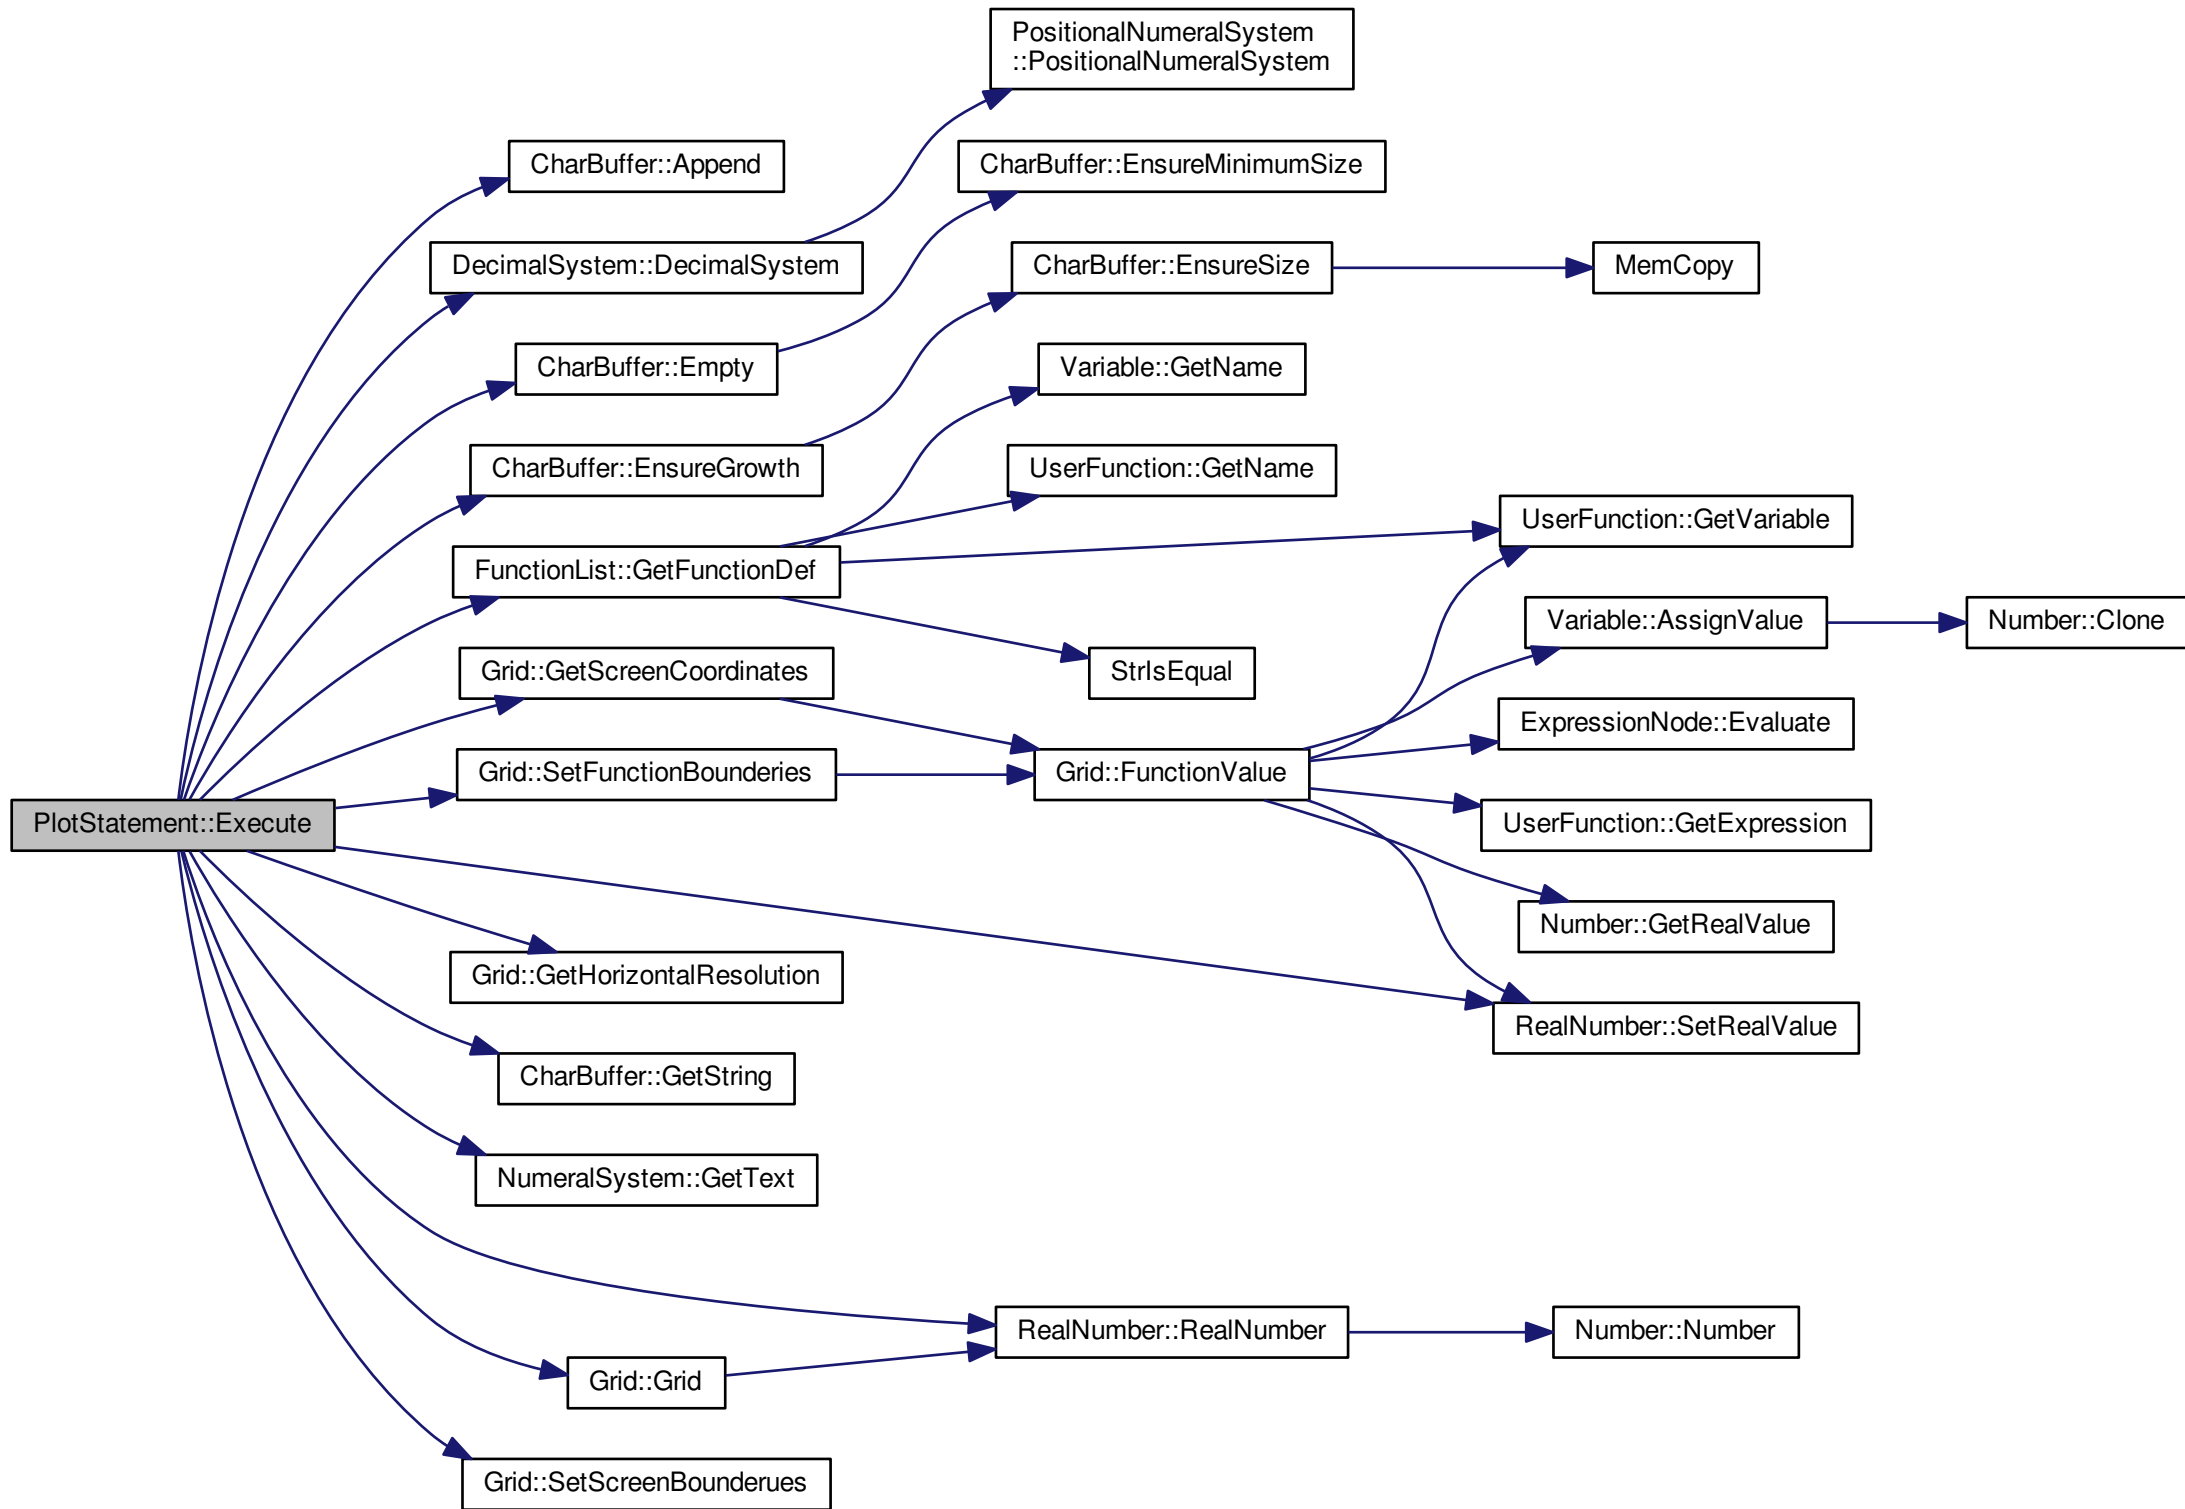 PositionalNumeralSystem
::PositionalNumeralSystem
CharBuffer::Append
CharBuffer::EnsureMinimumSize
DecimalSystem::DecimalSystem
CharBuffer::EnsureSize
MemCopy
CharBuffer::Empty
Variable::GetName
CharBuffer::EnsureGrowth
UserFunction::GetName
UserFunction::GetVariable
FunctionList::GetFunctionDef
Variable::AssignValue
Number::Clone
Grid::GetScreenCoordinates
StrIsEqual
ExpressionNode::Evaluate
Grid::SetFunctionBounderies
Grid::FunctionValue
PlotStatement::Execute
UserFunction::GetExpression
Number::GetRealValue
Grid::GetHorizontalResolution
RealNumber::SetRealValue
CharBuffer::GetString
NumeralSystem::GetText
RealNumber::RealNumber
Number::Number
Grid::Grid
Grid::SetScreenBounderues